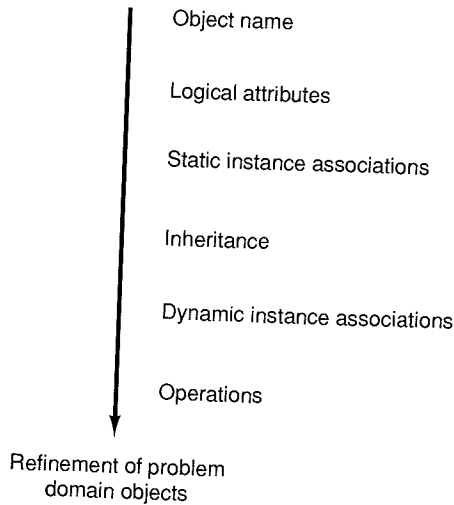 Object name
Logical attributes
Static instance associations
Inheritance
Dynamic instance associations
Operations
Refinement of problem
domain objects